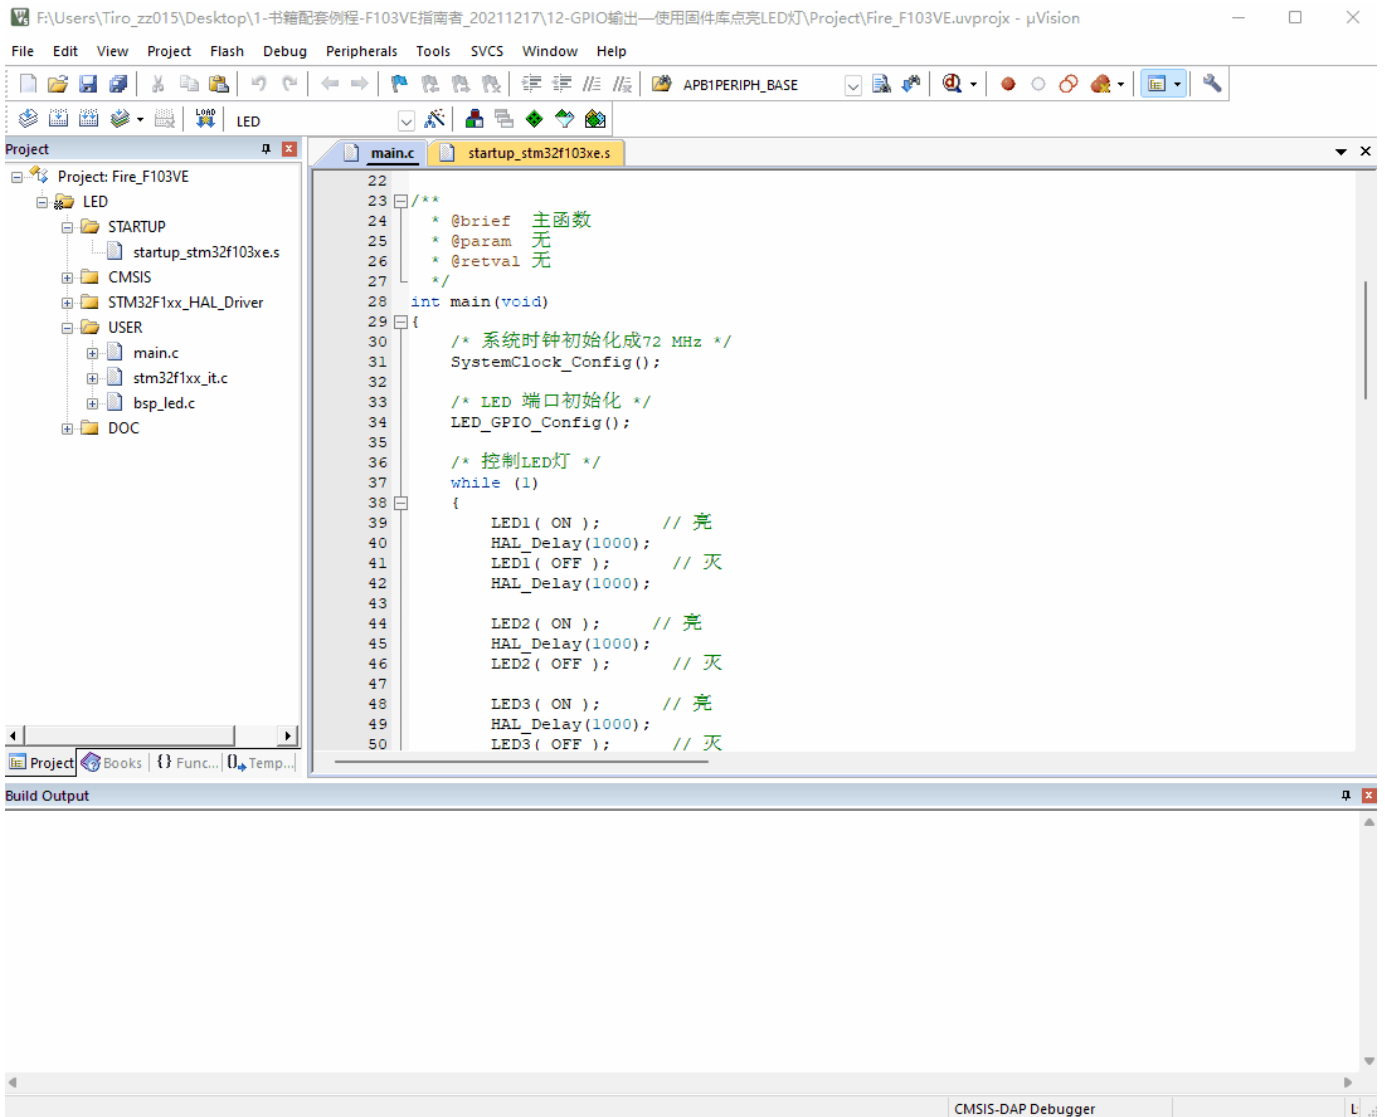 F:\Users\Tiro_zz015\Desktop\1-书籍配套例程-F103VE指南者_20211217\12-GPIO输出—使用固件库点亮LED灯\Project\Fire_F103VE.uvprojx - µVision
File Edit View Project Flash Debug Peripherals Tools SVCS Window Help
APB1PERIPH_BASE
LOAD LED
Project
main.c startup_stm32f103xe.s
Project: Fire_F103VE
LED
STARTUP
startup_stm32f103xe.s
CMSIS
STM32F1xx_HAL_Driver
USER
main.c
stm32f1xx_it.c
bsp_led.c
DOC
22
23 /**
24 * @brief 主函数
25 * @param 无
26 * @retval 无
27 */
28 int main(void)
29 {
30 /* 系统时钟初始化成72 MHz */
31 SystemClock_Config();
32
33 /* LED 端口初始化 */
34 LED_GPIO_Config();
35
36 /* 控制LED灯 */
37 while (1)
38 {
39 LED1( ON ); // 亮
40 HAL_Delay(1000);
41 LED1( OFF ); // 灭
42 HAL_Delay(1000);
43
44 LED2( ON ); // 亮
45 HAL_Delay(1000);
46 LED2( OFF ); // 灭
47
48 LED3( ON ); // 亮
49 HAL_Delay(1000);
50 LED3( OFF ); // 灭
Project Books {} Func... Temp...
Build Output
CMSIS-DAP Debugger L: